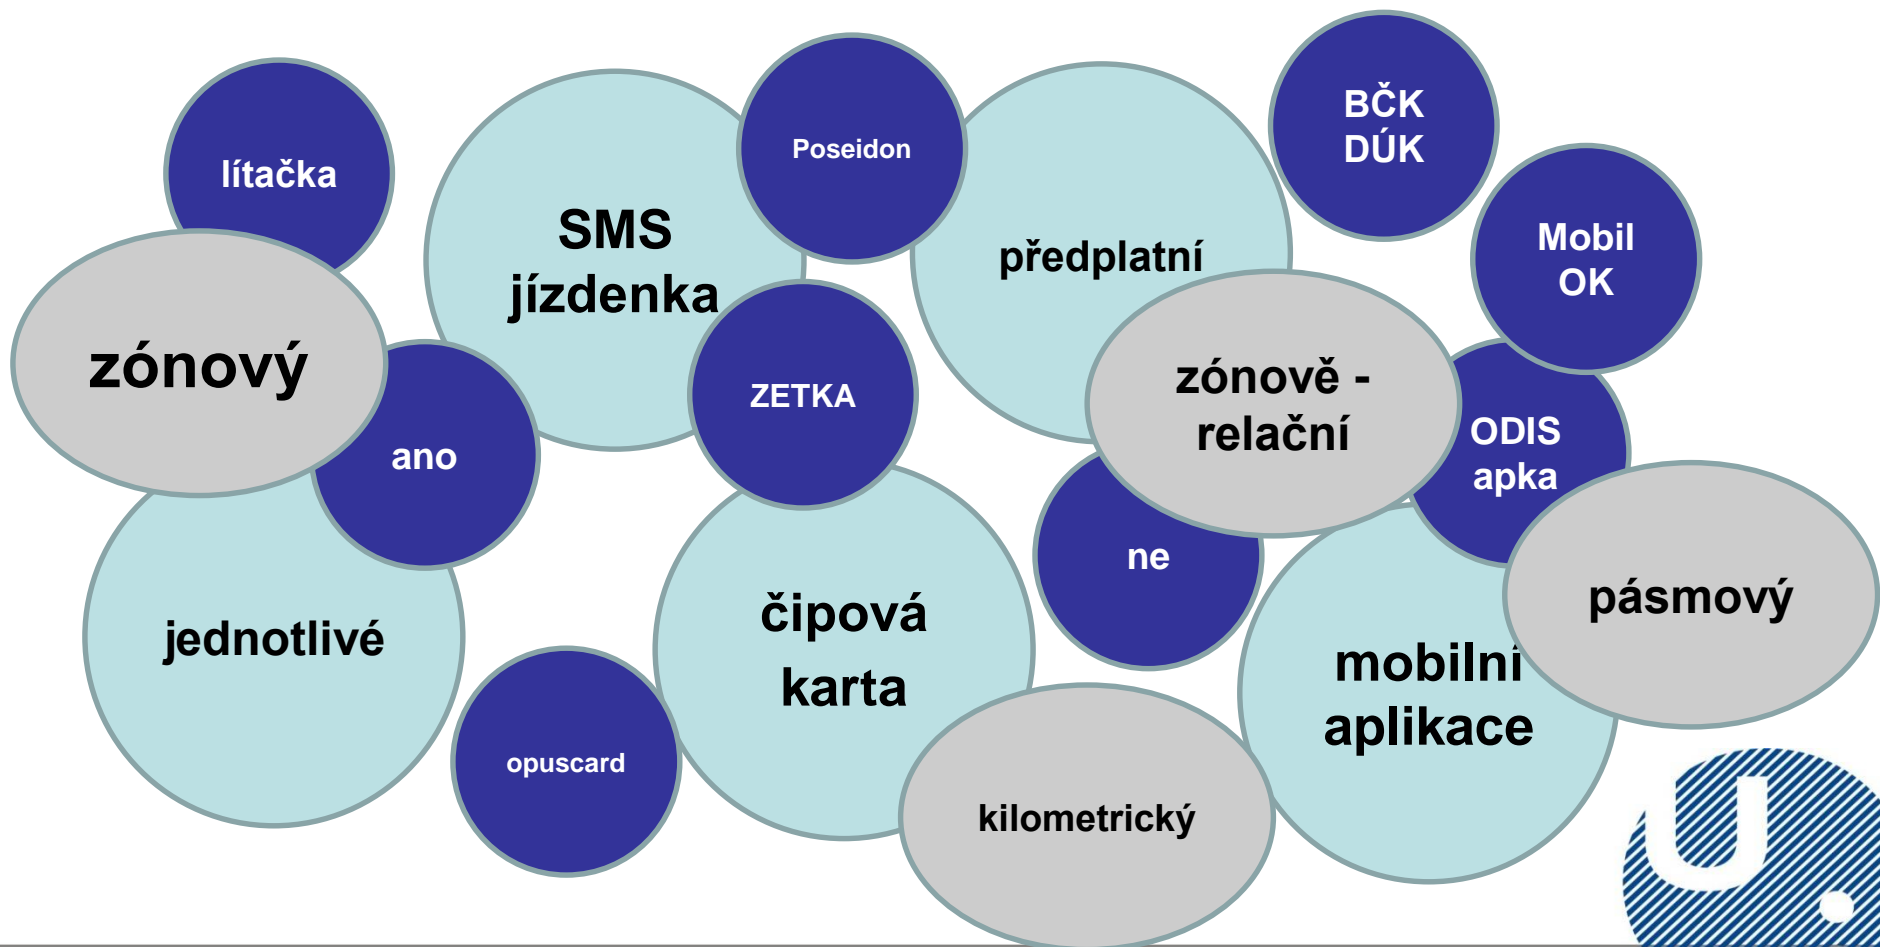 lítačka
SMS
jízdenka
Poseidon
předplatní
BČK
DÚK
Mobil
OK
zónový
ano
ZETKA
zónově -
relační
ODIS
apka
jednotlivé
čipová
karta
ne
pásmový
mobilní
aplikace
opuscard
kilometrický
U.